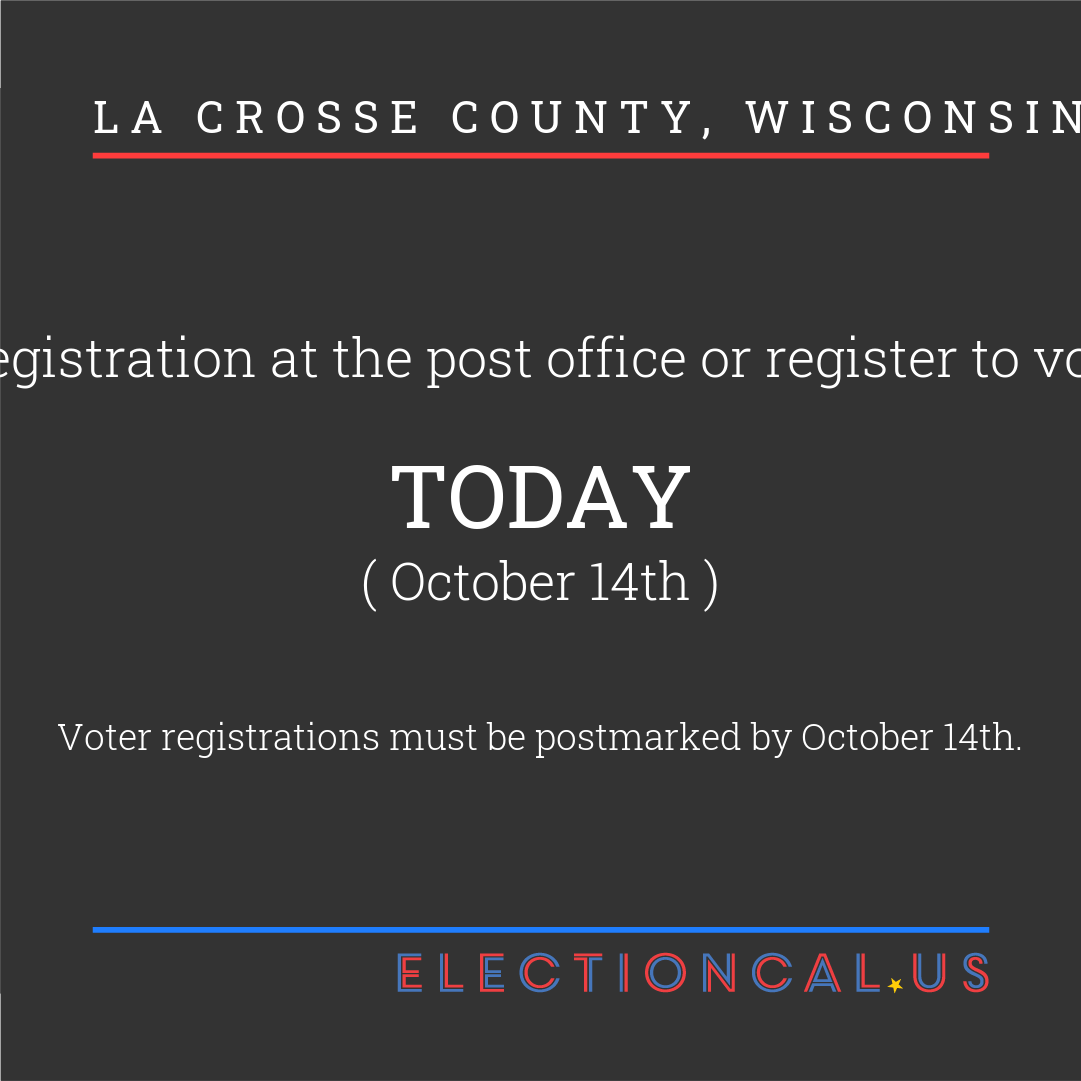 LA CROSSE COUNTY, WISCONSIN
egistration at the post office or register to vo
TODAY
( October 14th )
Voter registrations must be postmarked by October 14th.
ELECTIONCAL.US